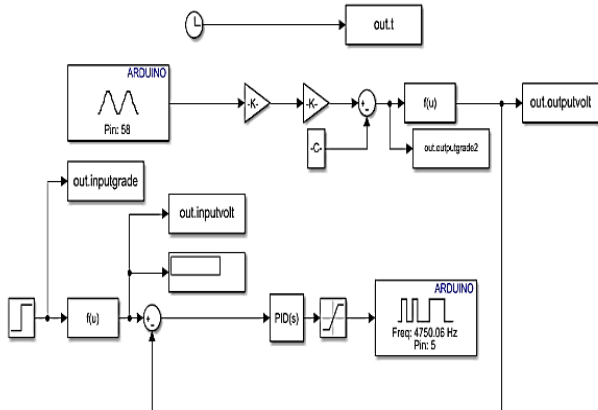 out.t
ARDUINO
Pin: 58
-K-
-K-
f(u)
out.outputvolt
-C-
out.outputgrade2
out.inputgrade
out.inputvolt
f(u)
PID(s)
ARDUINO
Freq: 4750.06 Hz
Pin: 5